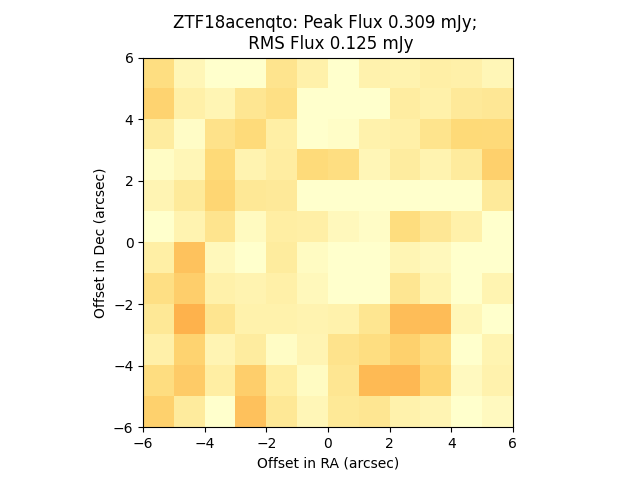 ZTF18acenqto: Peak Flux 0.309 mJy;
RMS Flux 0.125 mJy
6
4
2
0
−2
−4
−6
Offset in Dec (arcsec)
−6 −4 −2 0 2 4 6
Offset in RA (arcsec)